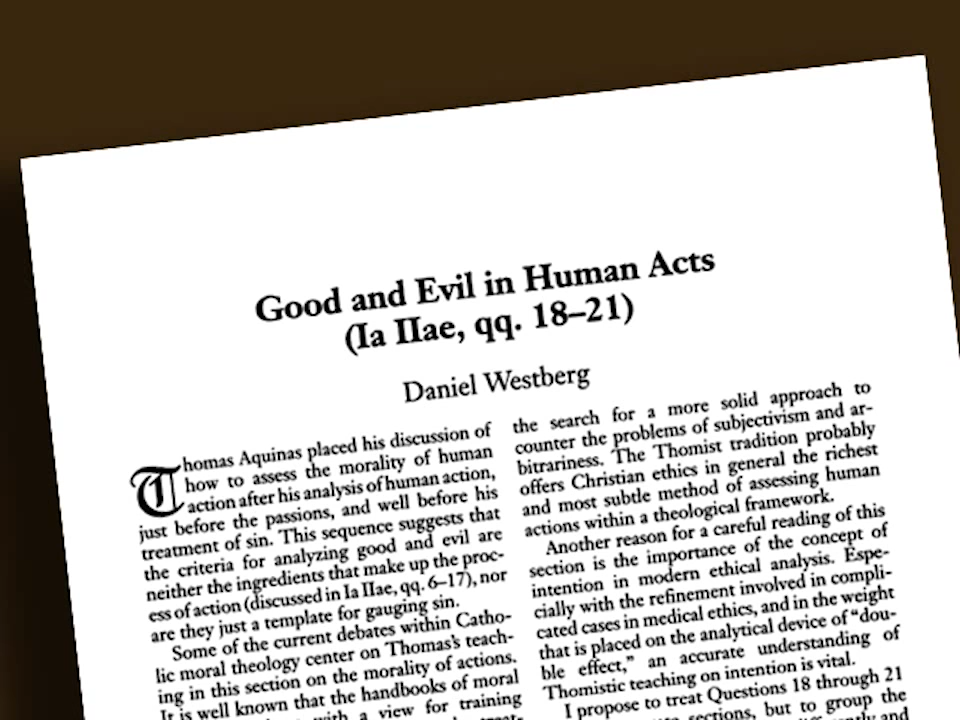 Good and Evil in Human Acts
(Ia IIae, qq. 18–21)
Daniel Westberg
Thomas Aquinas placed his discussion of
how to assess the morality of human
action after his analysis of human action,
just before the passions, and well before his
treatment of sin. This sequence suggests that
the criteria for analyzing good and evil are
neither the ingredients that make up the proc-
ess of action (discussed in Ia IIae, qq. 6–17), nor
are they just a template for gauging sin.
Some of the current debates within Catho-
lic moral theology center on Thomas's teach-
ing in this section on the morality of actions.
It is well known that the handbooks of moral
with a view for training
the search for a more solid approach to
counter the problems of subjectivism and ar-
bitrariness. The Thomist tradition probably
offers Christian ethics in general the richest
and most subtle method of assessing human
actions within a theological framework.
Another reason for a careful reading of this
section is the importance of the concept of
intention in modern ethical analysis. Espe-
cially with the refinement involved in compli-
cated cases in medical ethics, and in the weight
that is placed on the analytical device of “dou-
ble effect,” an accurate understanding of
Thomistic teaching on intention is vital.
I propose to treat Questions 18 through 21
sections, but to group the
and